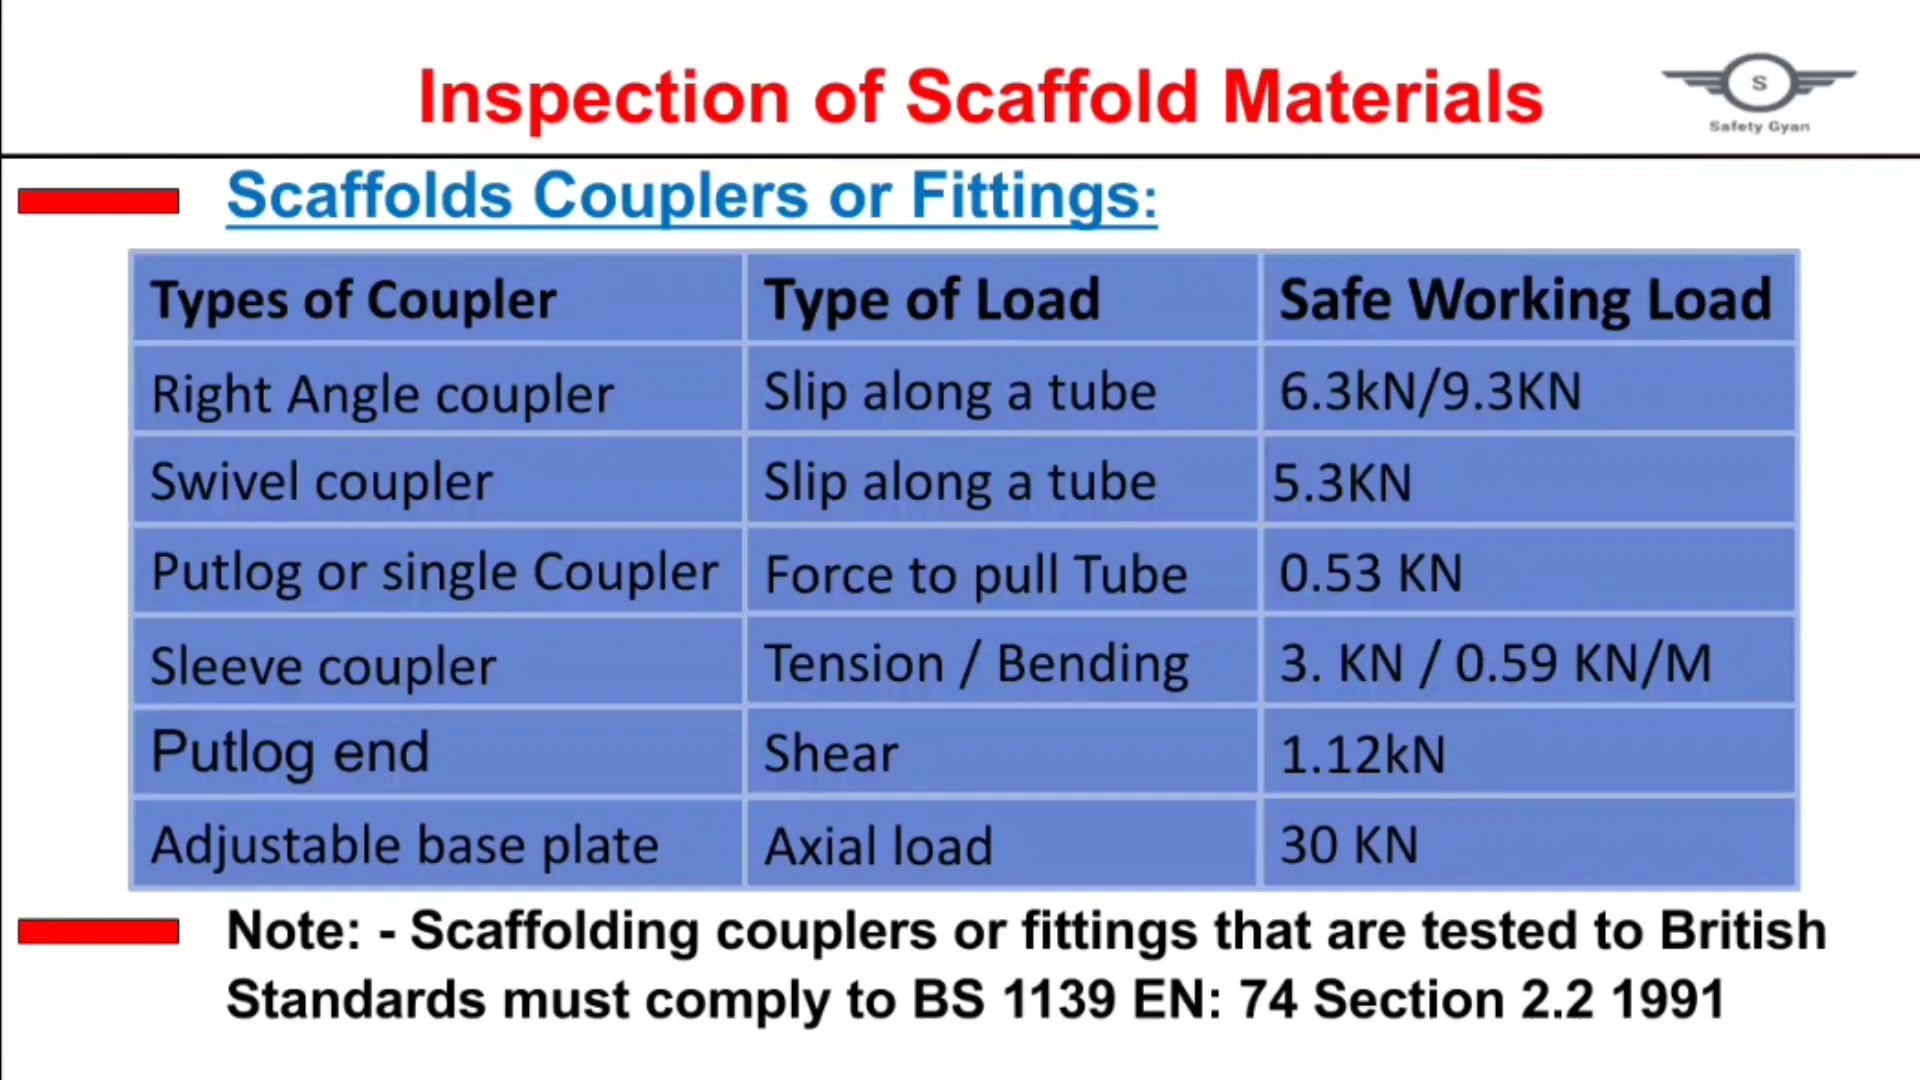 Inspection of Scaffold Materials
S
Safety Gyan
Scaffolds Couplers or Fittings:
Types of Coupler Type of Load Safe Working Load
Right Angle coupler Slip along a tube 6.3kN/9.3KN
Swivel coupler Slip along a tube 5.3KN
Putlog or single Coupler Force to pull Tube 0.53 KN
Sleeve coupler Tension / Bending 3. KN / 0.59 KN/M
Putlog end Shear 1.12kN
Adjustable base plate Axial load 30 KN
Note: - Scaffolding couplers or fittings that are tested to British
Standards must comply to BS 1139 EN: 74 Section 2.2 1991